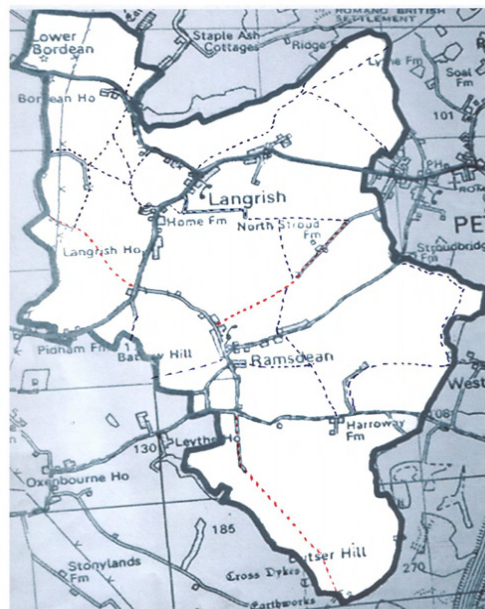 ROMANO BRITISH
SETTLEMENT
Lower
Bordean
Staple Ash
Cottages
Ridge
Soal
Fm
101
Bordean Ho
PH
Langrish
Home Fm
North Stroud
Fm
PE
Langrish Ho
Stroudbridge
Fm
Pidham Fm
Ramsdean
West
Harroway
Fm
108
130
Leythe Ho
Oxenbourne Ho
185
Butser Hill
270
Stonylands
Fm
Cross Dykes
Earthworks